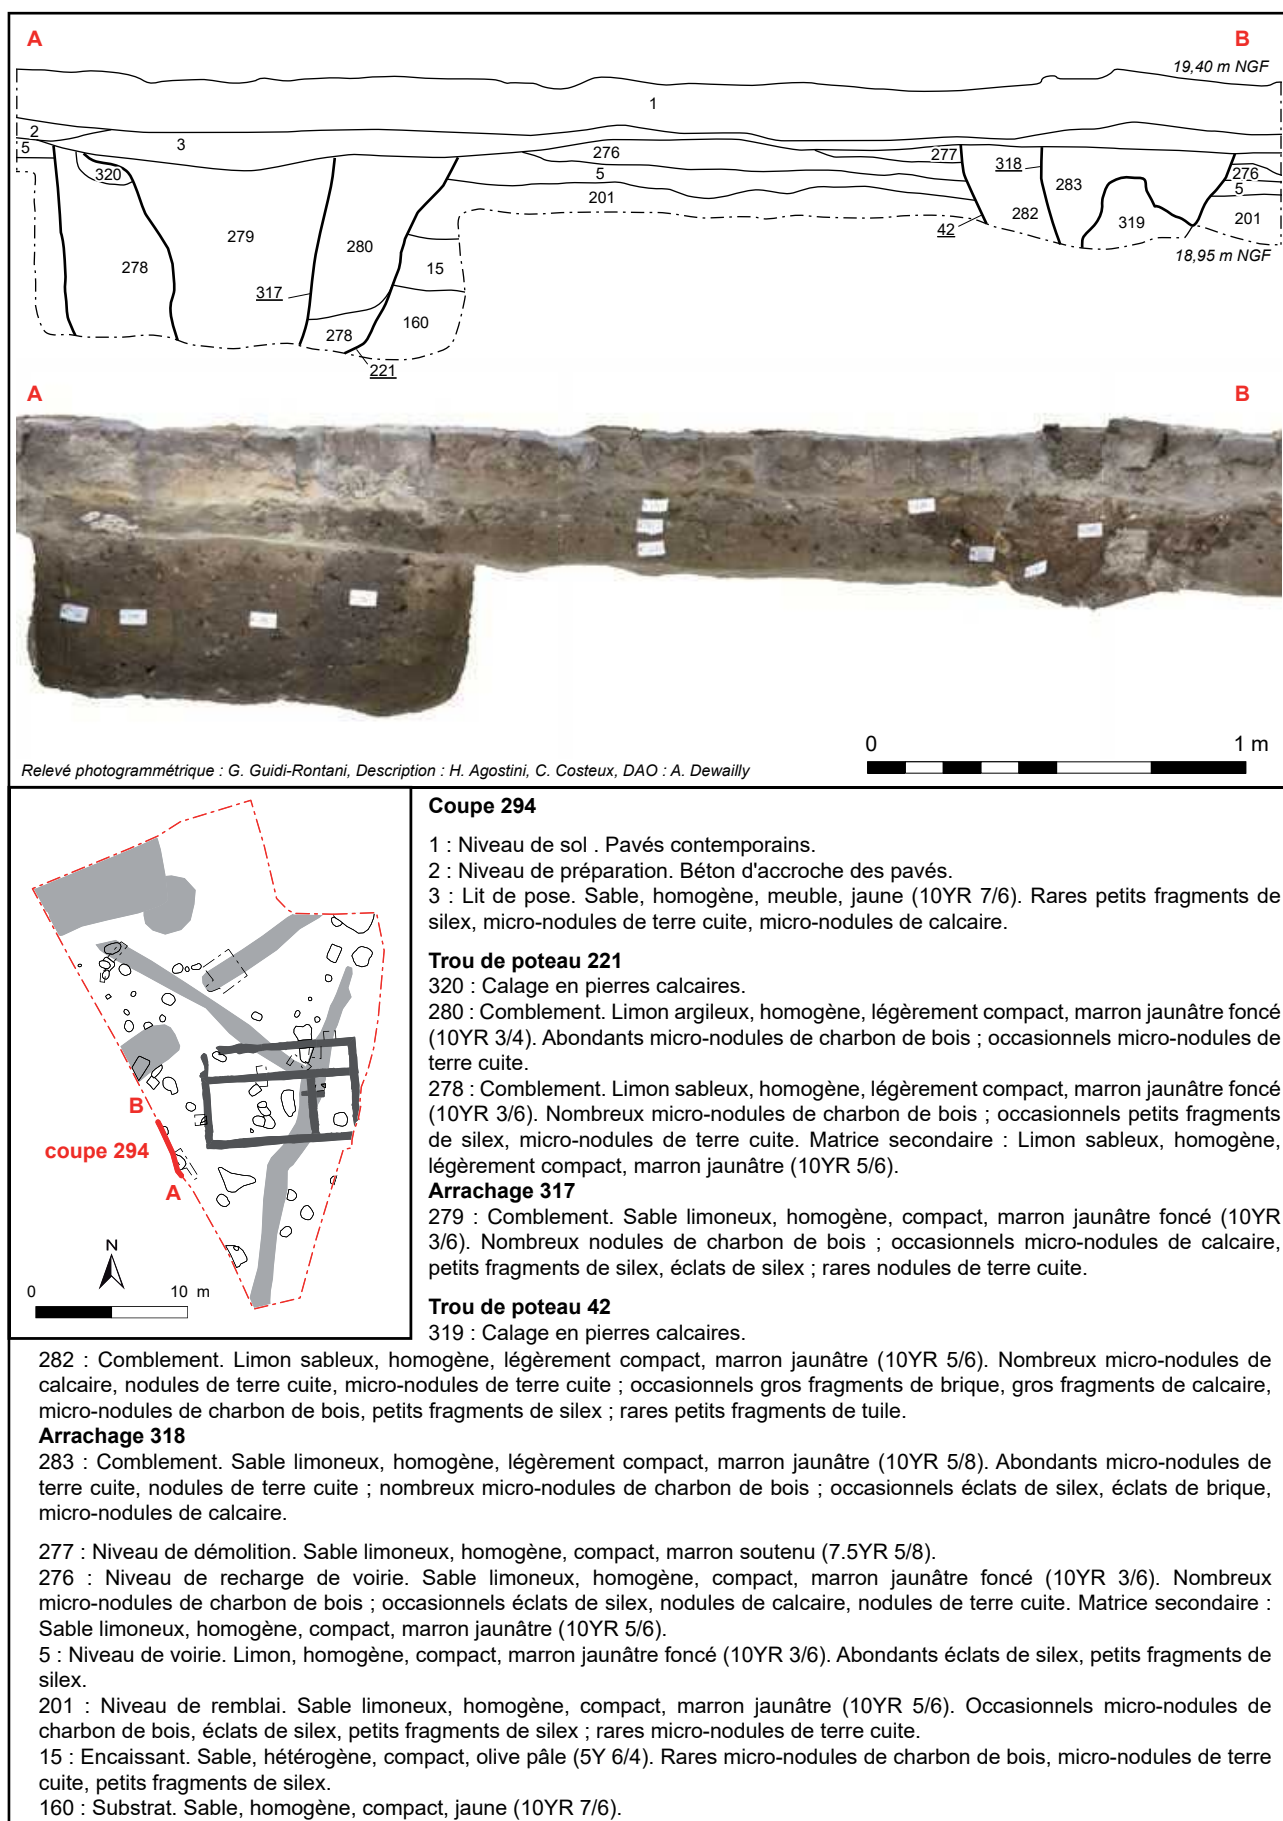 A
B
19,40 m NGF
1
2
3
5
320
276
277
318
276
5
5
283
201
201
279
280
282
319
42
278
15
317
18,95 m NGF
160
278
221
A
B
0
1 m
Relevé photogrammétrique : G. Guidi-Rontani, Description : H. Agostini, C. Costeux, DAO : A. Dewailly
B
coupe 294
A
N
0
10 m
Coupe 294
1 : Niveau de sol . Pavés contemporains.
2 : Niveau de préparation. Béton d'accroche des pavés.
3 : Lit de pose. Sable, homogène, meuble, jaune (10YR 7/6). Rares petits fragments de
silex, micro-nodules de terre cuite, micro-nodules de calcaire.
Trou de poteau 221
320 : Calage en pierres calcaires.
280 : Comblement. Limon argileux, homogène, légèrement compact, marron jaunâtre foncé
(10YR 3/4). Abondants micro-nodules de charbon de bois ; occasionnels micro-nodules de
terre cuite.
278 : Comblement. Limon sableux, homogène, légèrement compact, marron jaunâtre foncé
(10YR 3/6). Nombreux micro-nodules de charbon de bois ; occasionnels petits fragments
de silex, micro-nodules de terre cuite. Matrice secondaire : Limon sableux, homogène,
légèrement compact, marron jaunâtre (10YR 5/6).
Arrachage 317
279 : Comblement. Sable limoneux, homogène, compact, marron jaunâtre foncé (10YR
3/6). Nombreux nodules de charbon de bois ; occasionnels micro-nodules de calcaire,
petits fragments de silex, éclats de silex ; rares nodules de terre cuite.
Trou de poteau 42
319 : Calage en pierres calcaires.
282 : Comblement. Limon sableux, homogène, légèrement compact, marron jaunâtre (10YR 5/6). Nombreux micro-nodules de
calcaire, nodules de terre cuite, micro-nodules de terre cuite ; occasionnels gros fragments de brique, gros fragments de calcaire,
micro-nodules de charbon de bois, petits fragments de silex ; rares petits fragments de tuile.
Arrachage 318
283 : Comblement. Sable limoneux, homogène, légèrement compact, marron jaunâtre (10YR 5/8). Abondants micro-nodules de
terre cuite, nodules de terre cuite ; nombreux micro-nodules de charbon de bois ; occasionnels éclats de silex, éclats de brique,
micro-nodules de calcaire.
277 : Niveau de démolition. Sable limoneux, homogène, compact, marron soutenu (7.5YR 5/8).
276 : Niveau de recharge de voirie. Sable limoneux, homogène, compact, marron jaunâtre foncé (10YR 3/6). Nombreux
micro-nodules de charbon de bois ; occasionnels éclats de silex, nodules de calcaire, nodules de terre cuite. Matrice secondaire :
Sable limoneux, homogène, compact, marron jaunâtre (10YR 5/6).
5 : Niveau de voirie. Limon, homogène, compact, marron jaunâtre foncé (10YR 3/6). Abondants éclats de silex, petits fragments de
silex.
201 : Niveau de remblai. Sable limoneux, homogène, compact, marron jaunâtre (10YR 5/6). Occasionnels micro-nodules de
charbon de bois, éclats de silex, petits fragments de silex ; rares micro-nodules de terre cuite.
15 : Encaissant. Sable, hétérogène, compact, olive pâle (5Y 6/4). Rares micro-nodules de charbon de bois, micro-nodules de terre
cuite, petits fragments de silex.
160 : Substrat. Sable, homogène, compact, jaune (10YR 7/6).